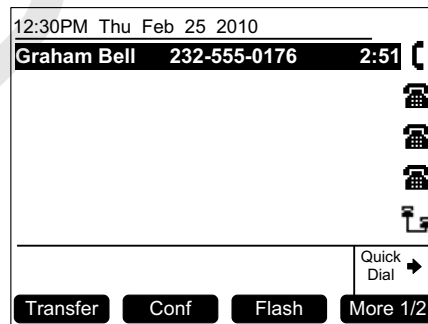 12:30PM Thu Feb 25 2010
Graham Bell 232-555-0176 2:51
Quick
Dial
Transfer Conf Flash More 1/2